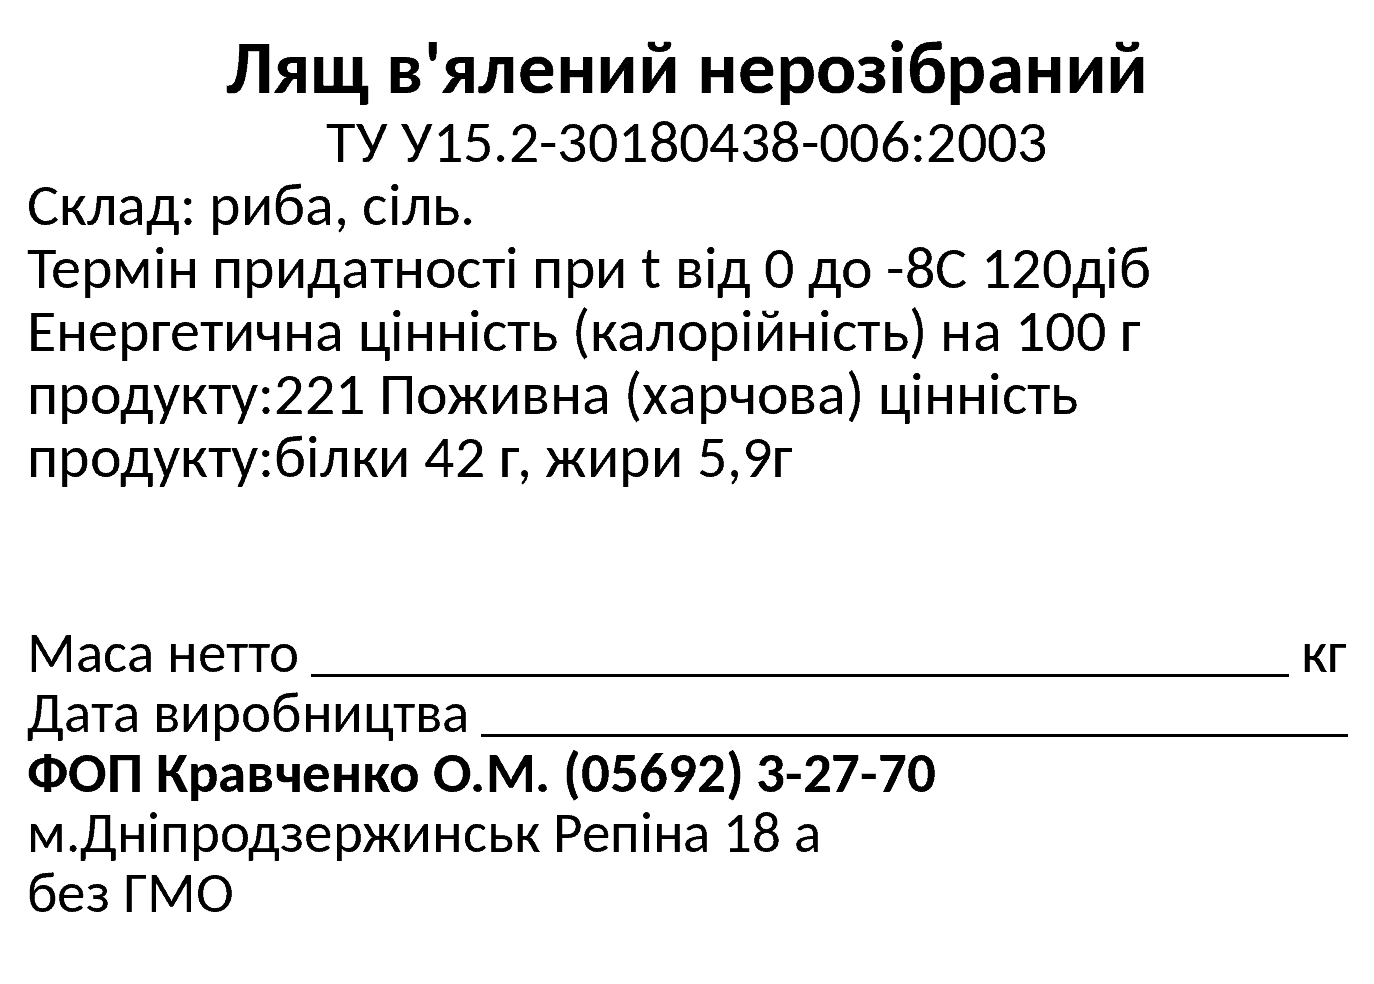 Лящ в'ялений нерозібраний
ТУ У15.2-30180438-006:2003
Склад: риба, сіль.
Термін придатності при t від 0 до -8С 120діб
Енергетична цінність (калорійність) на 100 г
продукту:221 Поживна (харчова) цінність
продукту:білки 42 г, жири 5,9г
Маса нетто ______________________________ кг
Дата виробництва ___________________________
ФОП Кравченко О.М. (05692) 3-27-70
м.Дніпродзержинськ Репіна 18 а
без ГМО